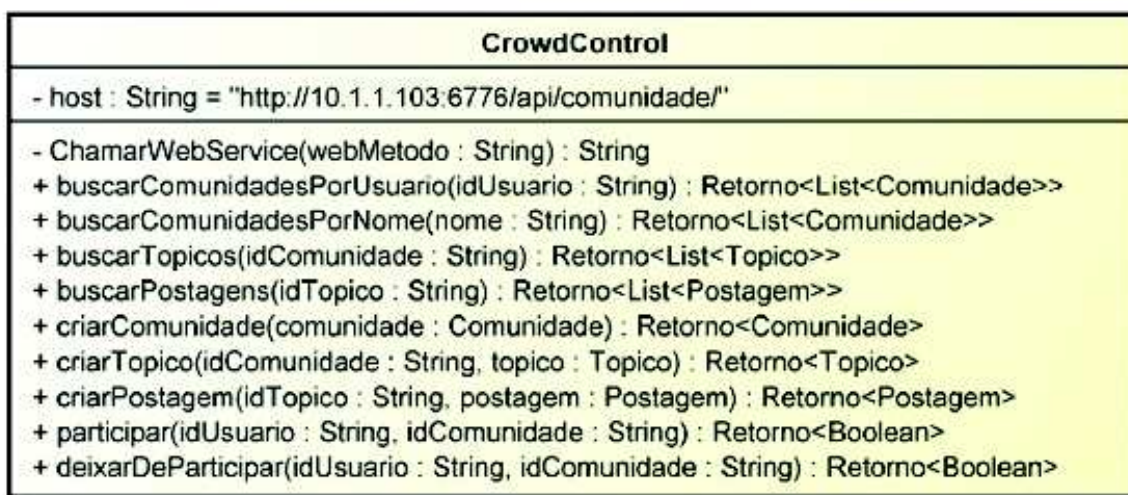 CrowdControl
- host : String = "http://10.1.1.103:6776/api/comunidade/"
- ChamarWebService(webMetodo : String) : String
+ buscarComunidadesPorUsuario(idUsuario : String) : Retorno<List<Comunidade>>
+ buscarComunidadesPorNome(nome : String) : Retorno<List<Comunidade>>
+ buscarTopicos(idComunidade : String) : Retorno<List<Topico>>
+ buscarPostagens(idTopico : String) : Retorno<List<Postagem>>
+ criarComunidade(comunidade : Comunidade) : Retorno<Comunidade>
+ criarTopico(idComunidade : String, topico : Topico) : Retorno<Topico>
+ criarPostagem(idTopico : String, postagem : Postagem) : Retorno<Postagem>
+ participar(idUsuario : String, idComunidade : String) : Retorno<Boolean>
+ deixarDeParticipar(idUsuario : String, idComunidade : String) : Retorno<Boolean>